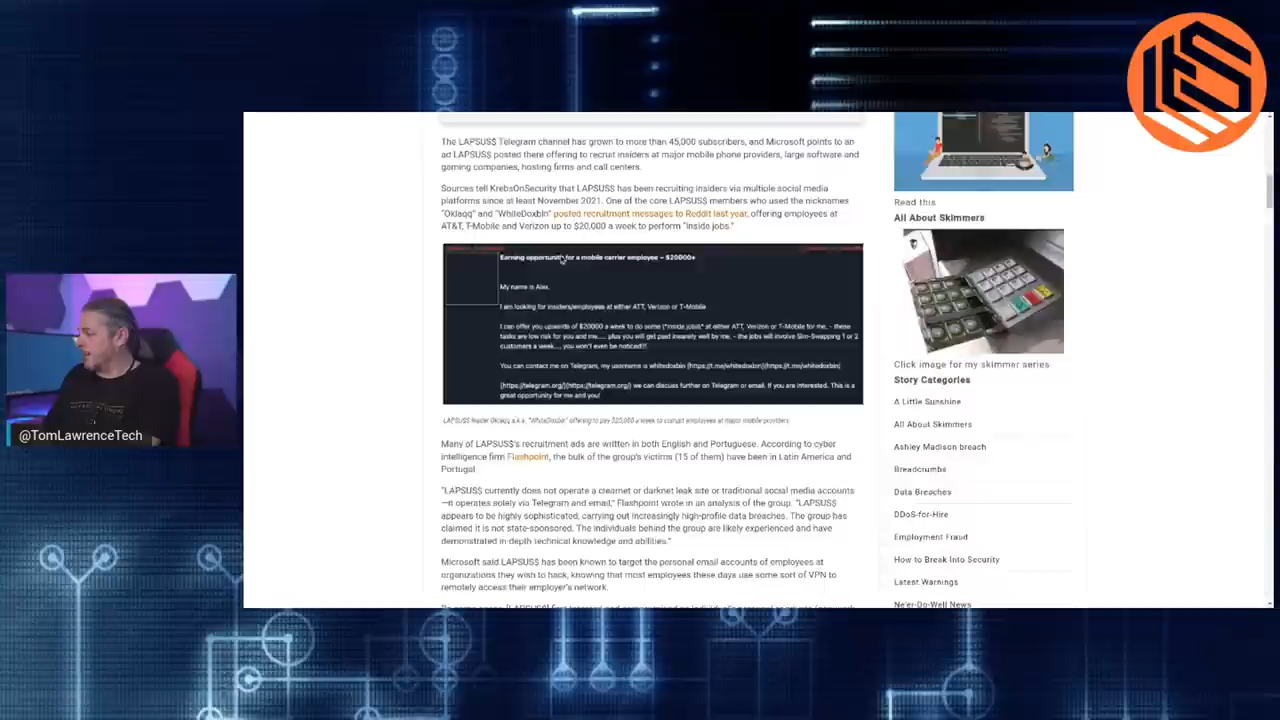 The LAPSUS$ Telegram channel has grown to more than 45,000 subscribers, and Microsoft points to an
ad LAPSUS$ posted there offering to recruit insiders at major mobile phone providers, large software and
gaming companies, hosting firms and call centers.
Sources tell KrebsOnSecurity that LAPSUS$ has been recruiting insiders via multiple social media
platforms since at least November 2021. One of the core LAPSUS$ members who used the nicknames
"Oklaqq" and "WhiteDoxbin" posted recruitment messages to Reddit last year, offering employees at
AT&T, T-Mobile and Verizon up to $20,000 a week to perform "inside jobs."
Earning opportunity for a mobile carrier employee – $20000+
My name is Alex,
I am looking for insiders/employees at either ATT, Verizon or T-Mobile
I can offer you upwards of $20000 a week to do some \"inside jobs\" at either ATT, Verizon or T-Mobile for me, - these
tasks are low risk for you and me.... plus you will get paid insanely well by me, - the jobs will involve Sim-Swapping 1 or 2
customers a week.... you won't even be noticed!!!
You can contact me on Telegram, my username is whitedoxbin [https://t.me/whitedoxbin](https://t.me/whitedoxbin)
[https://telegram.org/](https://telegram.org/) we can discuss further on Telegram or email. If you are interested. This is a
great opportunity for me and you!
LAPSUS$ leader Oklaqq a.k.a. "WhiteDoxbin" offering to pay $20,000 a week to corrupt employees at major mobile providers.
Many of LAPSUS$'s recruitment ads are written in both English and Portuguese. According to cyber
intelligence firm Flashpoint, the bulk of the group's victims (15 of them) have been in Latin America and
Portugal
"LAPSUS$ currently does not operate a clearnet or darknet leak site or traditional social media accounts
—it operates solely via Telegram and email," Flashpoint wrote in an analysis of the group. "LAPSUS$
appears to be highly sophisticated, carrying out increasingly high-profile data breaches. The group has
claimed it is not state-sponsored. The individuals behind the group are likely experienced and have
demonstrated in-depth technical knowledge and abilities."
Microsoft said LAPSUS$ has been known to target the personal email accounts of employees at
organizations they wish to hack, knowing that most employees these days use some sort of VPN to
remotely access their employer's network.
Read this
All About Skimmers
Click image for my skimmer series
Story Categories
A Little Sunshine
All About Skimmers
Ashley Madison breach
Breadcrumbs
Data Breaches
DDoS-for-Hire
Employment Fraud
How to Break Into Security
Latest Warnings
Ne'er-Do-Well News
@TomLawrenceTech